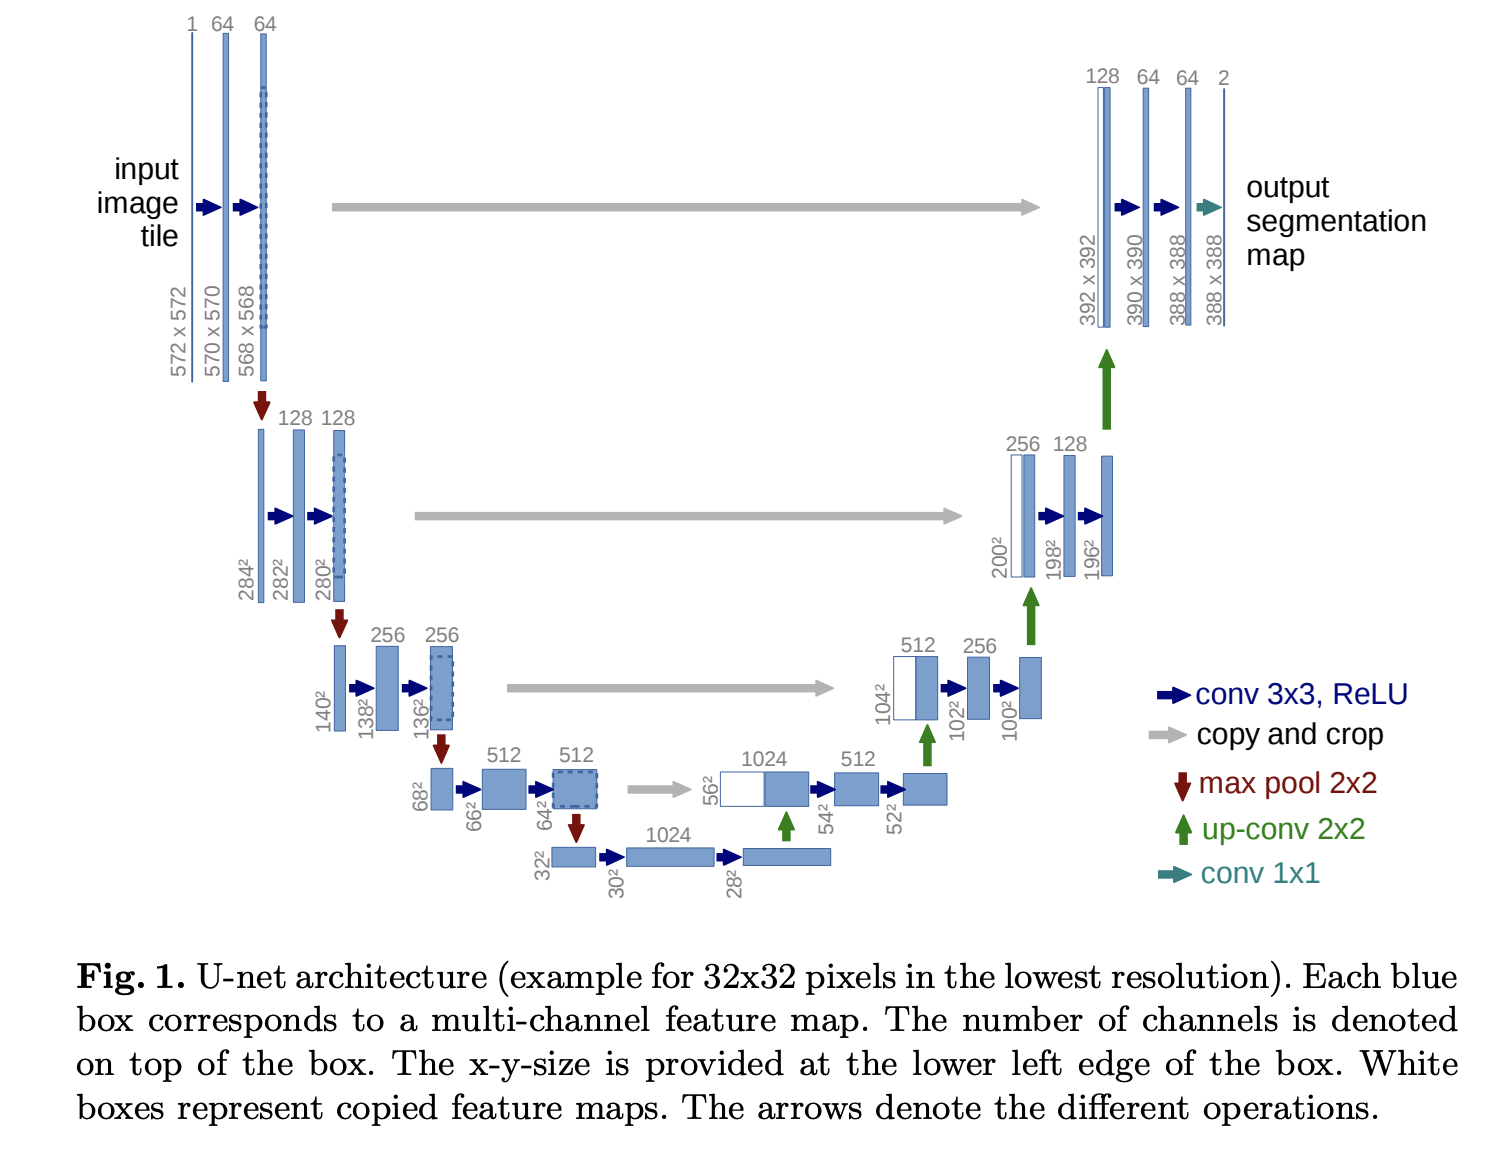 1 64 64
128 64 64 2
input
image
tile
output
segmentation
map
572 x 572
570 x 570
568 x 568
392 x 392
390 x 390
388 x 388
388 x 388
128 128
256 128
284²
282²
280²
200²
198²
196²
256 256
512 256
140²
138²
136²
104²
102²
100²
512 512
1024 512
68²
66²
64²
56²
54²
52²
1024
32²
30²
28²
conv 3x3, ReLU
copy and crop
max pool 2x2
up-conv 2x2
conv 1x1
Fig. 1. U-net architecture (example for 32x32 pixels in the lowest resolution). Each blue
box corresponds to a multi-channel feature map. The number of channels is denoted
on top of the box. The x-y-size is provided at the lower left edge of the box. White
boxes represent copied feature maps. The arrows denote the different operations.